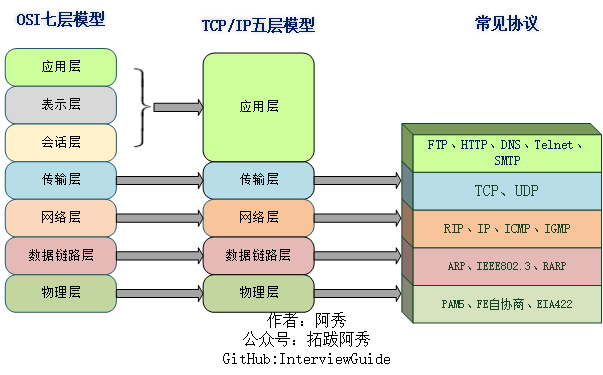 OSI七层模型
TCP/IP五层模型
常见协议
应用层
表示层
会话层
传输层
网络层
数据链路层
物理层
应用层
传输层
网络层
数据链路层
物理层
FTP、HTTP、DNS、Telnet、
SMTP
TCP、UDP
RIP、IP、ICMP、IGMP
ARP、IEEE802.3、RARP
PAM5、FE自协商、EIA422
作者: 阿秀
公众号: 拓跋阿秀
GitHub:InterviewGuide